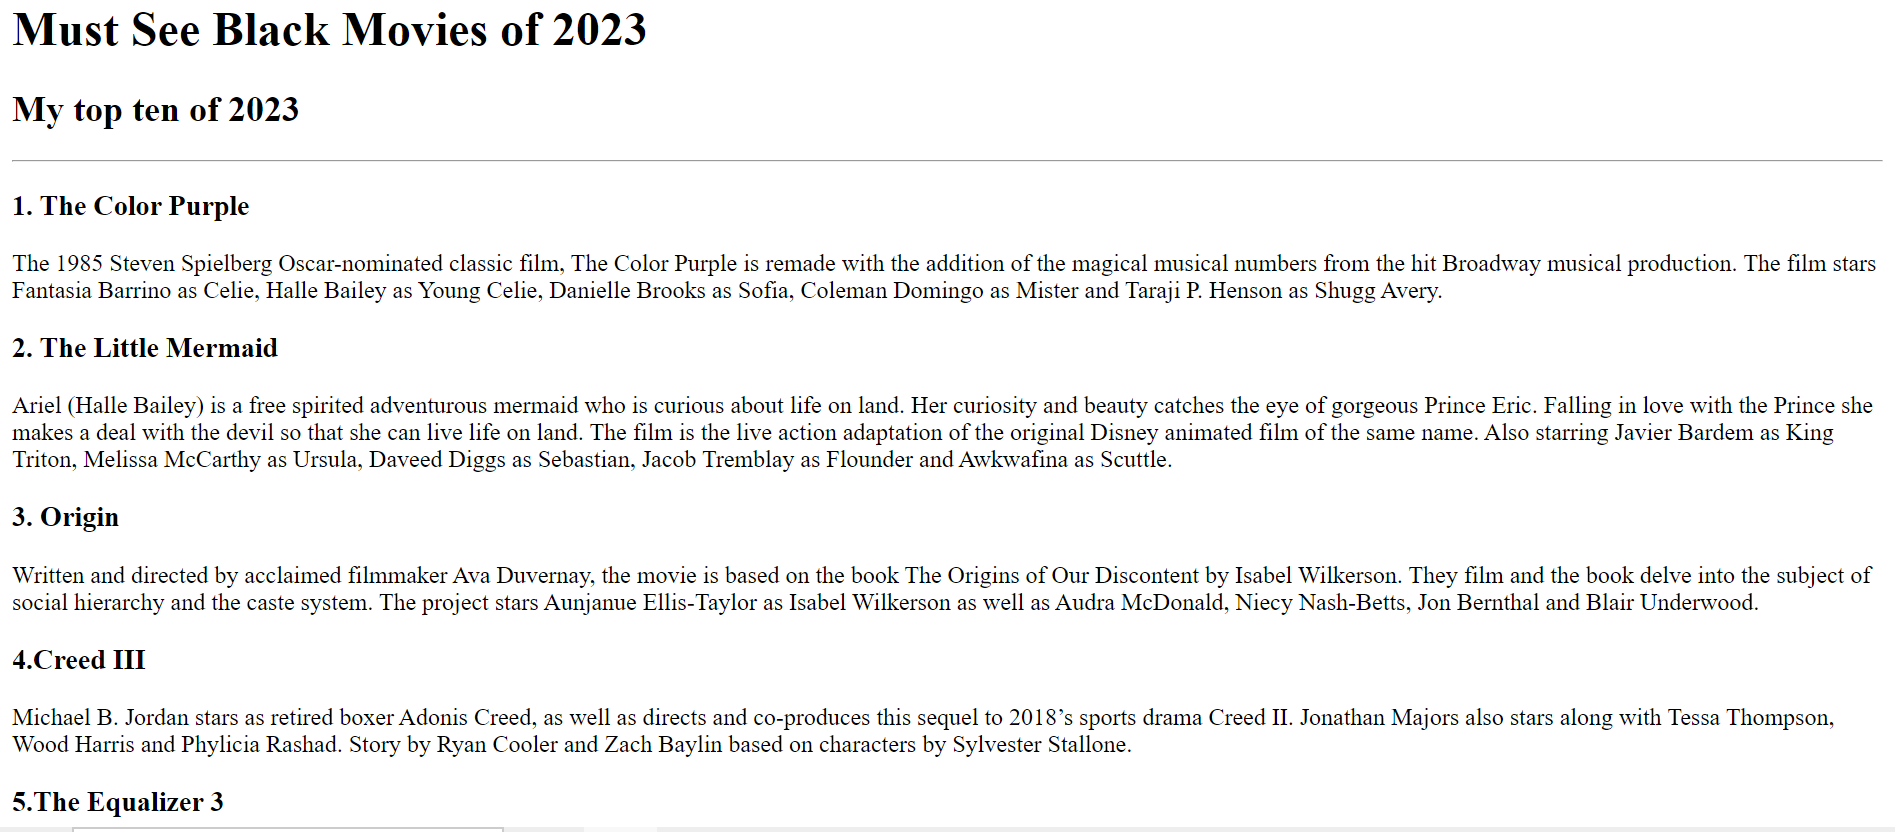 Must See Black Movies of 2023
My top ten of 2023
1. The Color Purple
The 1985 Steven Spielberg Oscar-nominated classic film, The Color Purple is remade with the addition of the magical musical numbers from the hit Broadway musical production. The film stars
Fantasia Barrino as Celie, Halle Bailey as Young Celie, Danielle Brooks as Sofia, Coleman Domingo as Mister and Taraji P. Henson as Shugg Avery.
2. The Little Mermaid
Ariel (Halle Bailey) is a free spirited adventurous mermaid who is curious about life on land. Her curiosity and beauty catches the eye of gorgeous Prince Eric. Falling in love with the Prince she
makes a deal with the devil so that she can live life on land. The film is the live action adaptation of the original Disney animated film of the same name. Also starring Javier Bardem as King
Triton, Melissa McCarthy as Ursula, Daveed Diggs as Sebastian, Jacob Tremblay as Flounder and Awkwafina as Scuttle.
3. Origin
Written and directed by acclaimed filmmaker Ava Duvernay, the movie is based on the book The Origins of Our Discontent by Isabel Wilkerson. They film and the book delve into the subject of
social hierarchy and the caste system. The project stars Aunjanue Ellis-Taylor as Isabel Wilkerson as well as Audra McDonald, Niecy Nash-Betts, Jon Bernthal and Blair Underwood.
4.Creed III
Michael B. Jordan stars as retired boxer Adonis Creed, as well as directs and co-produces this sequel to 2018’s sports drama Creed II. Jonathan Majors also stars along with Tessa Thompson,
Wood Harris and Phylicia Rashad. Story by Ryan Cooler and Zach Baylin based on characters by Sylvester Stallone.
5.The Equalizer 3